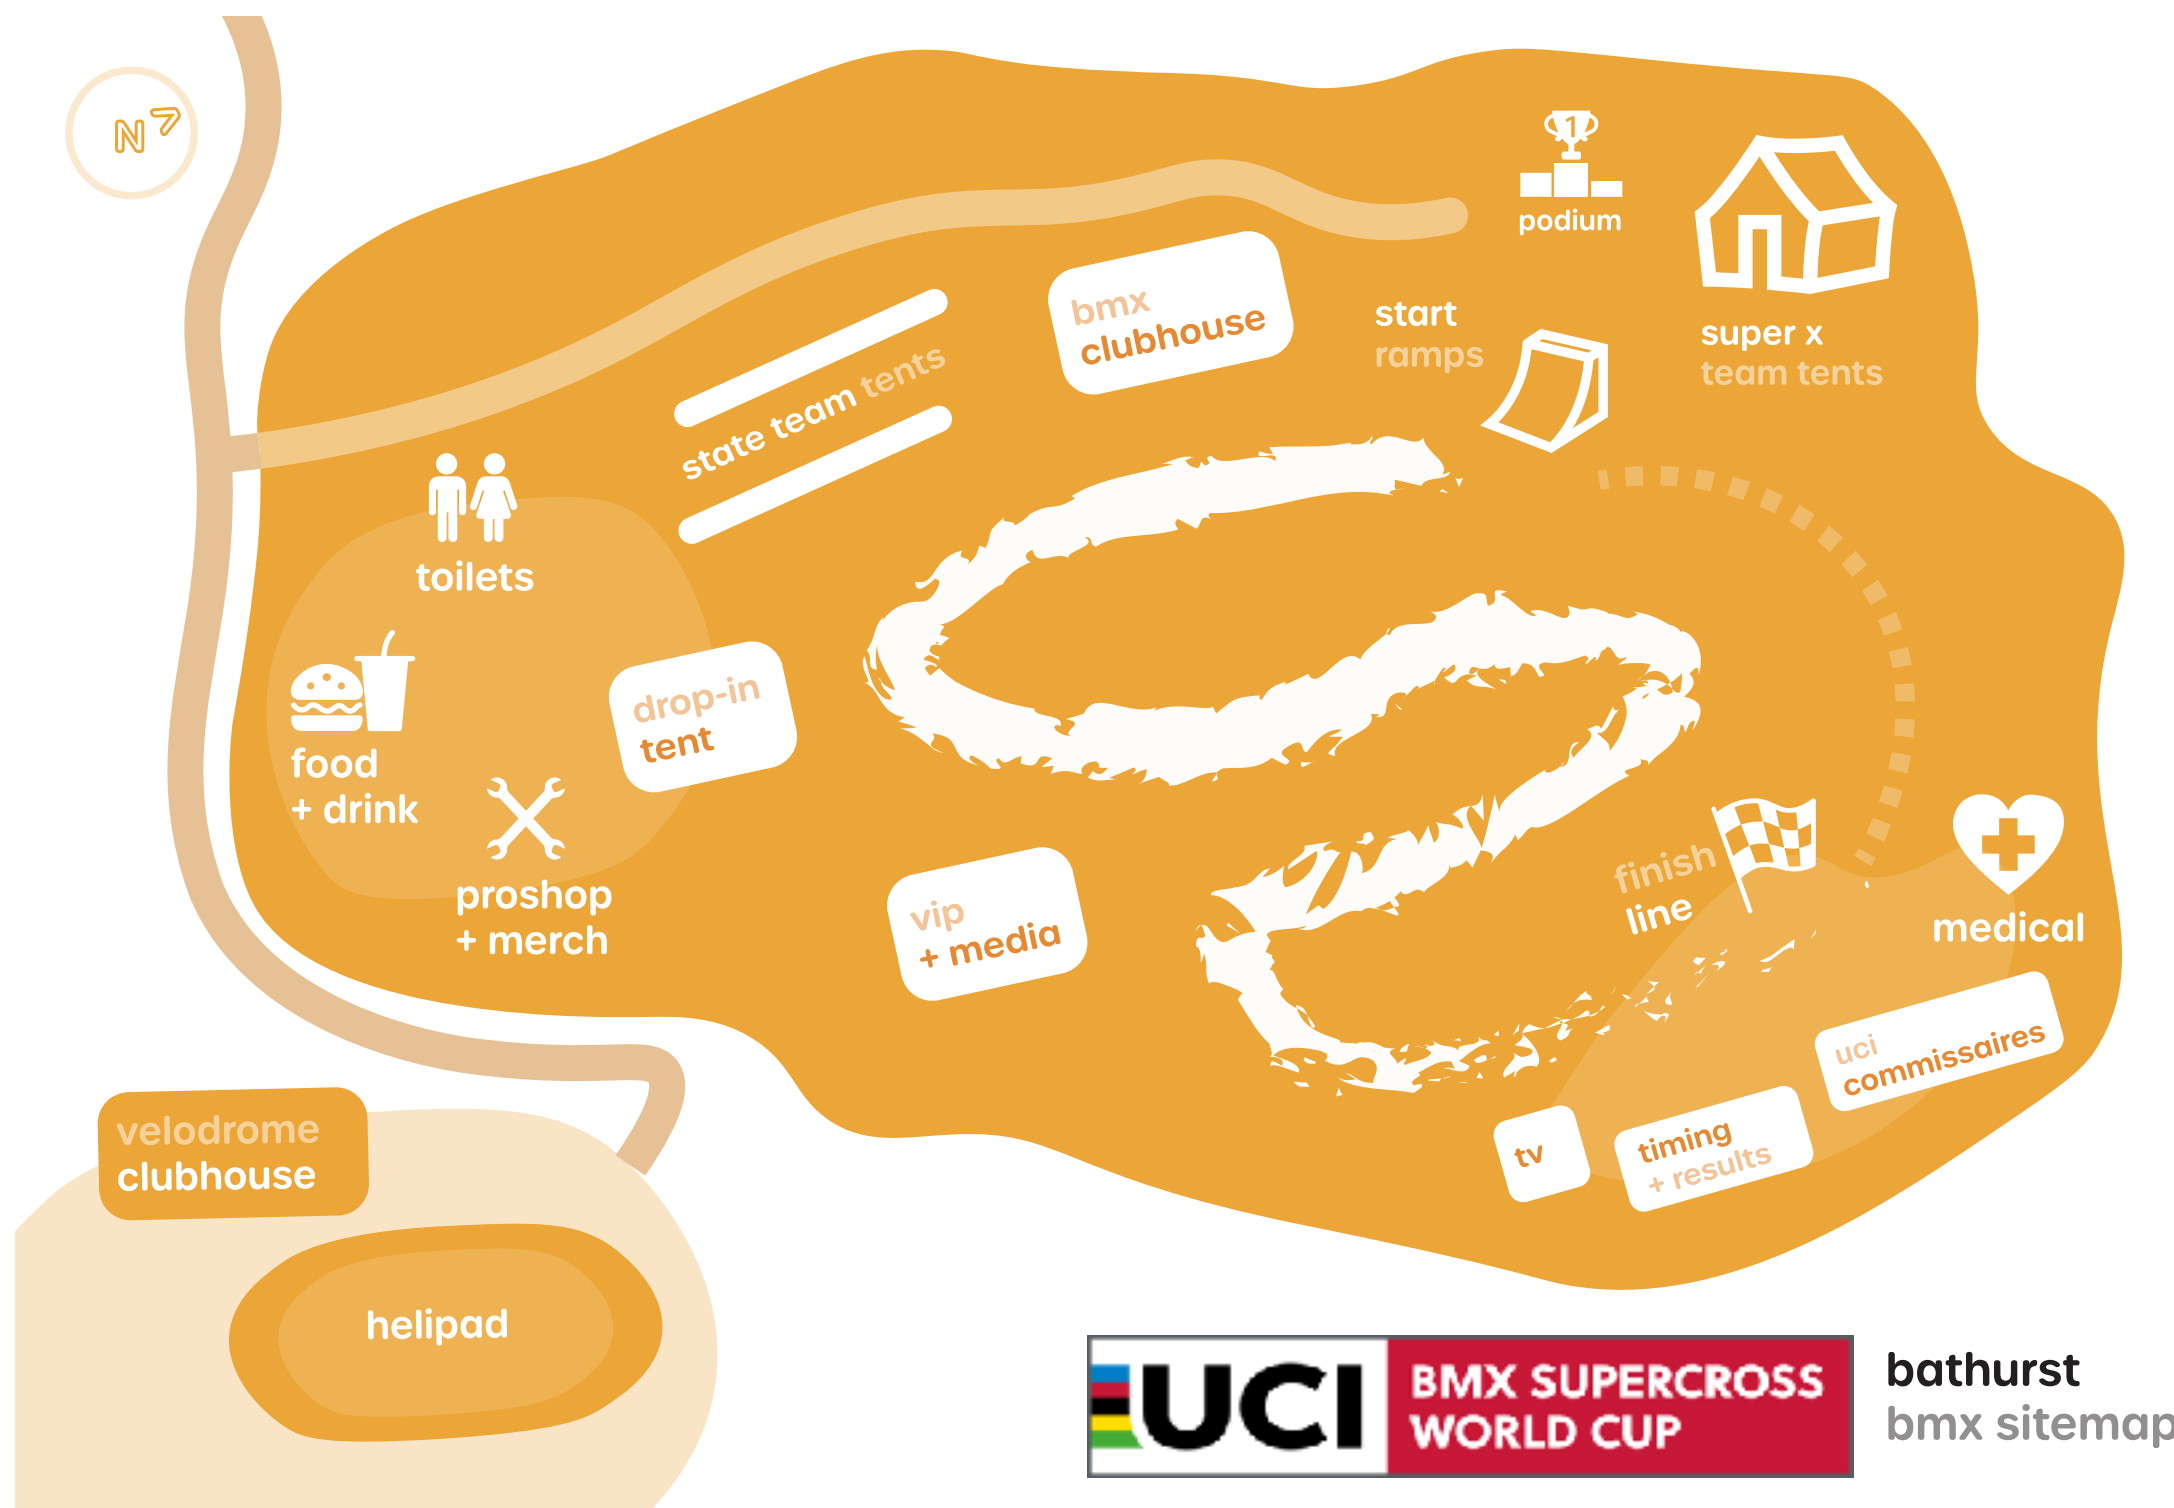 N
1
podium
bmx
clubhouse
start
ramps
super x
team tents
state team tents
toilets
food
+ drink
drop-in
tent
proshop
+ merch
vip
+ media
finish
line
medical
uci
commissaires
tv
timing
+ results
velodrome
clubhouse
helipad
UCI
BMX SUPERCROSS
WORLD CUP
bathurst
bmx sitemap